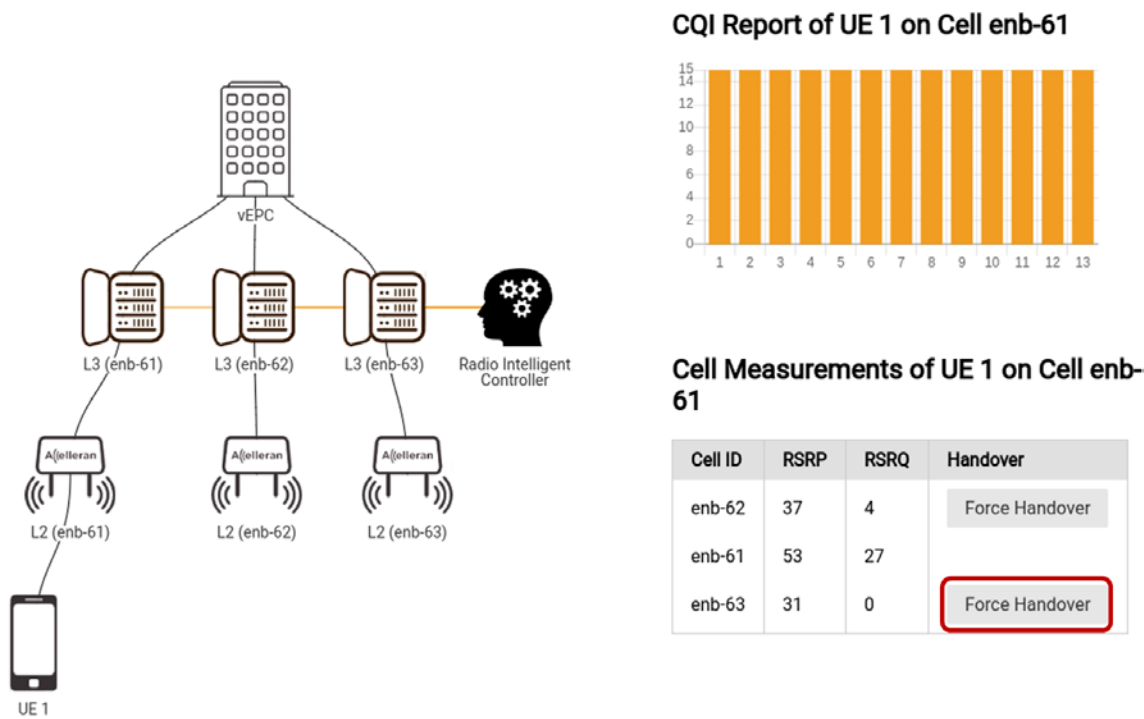 CQI Report of UE 1 on Cell enb-61
15
14
12
10
8
6
4
2
0
1 2 3 4 5 6 7 8 9 10 11 12 13
vEPC
L3 (enb-61)
L3 (enb-62)
L3 (enb-63)
Radio Intelligent
Controller
Accelleran
Accelleran
Accelleran
L2 (enb-61)
L2 (enb-62)
L2 (enb-63)
UE 1
Cell Measurements of UE 1 on Cell enb-
61
Cell ID RSRP RSRQ Handover
enb-62 37 4 Force Handover
enb-61 53 27
enb-63 31 0 Force Handover